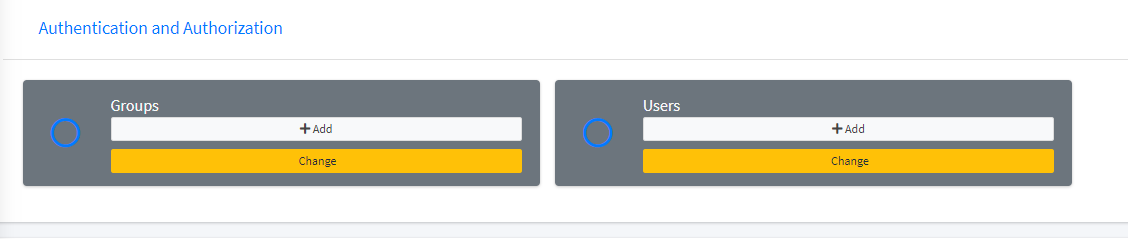 Authentication and Authorization
Groups
Add
Change
Users
Add
Change